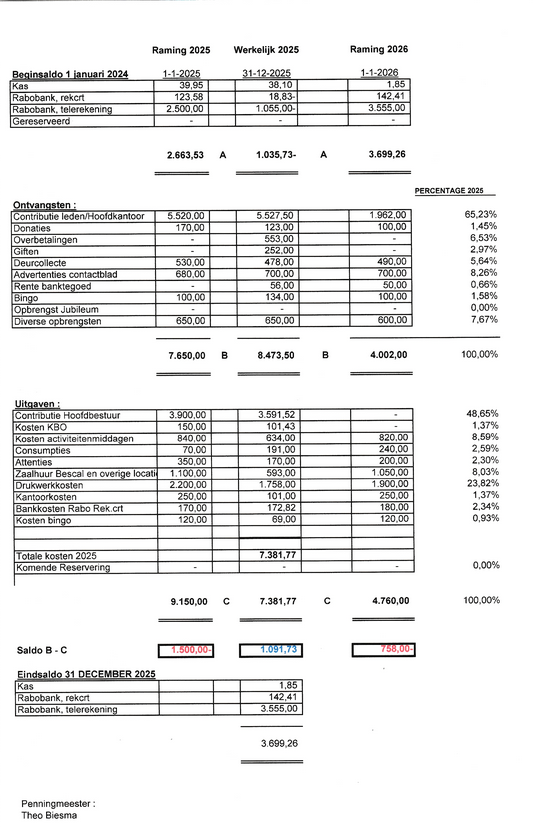 Raming 2025 Werkelijk 2025 Raming 2026
Beginsaldo 1 januari 2024 1-1-2025 31-12-2025 1-1-2026
Kas 39,95 38,10 1,85
Rabobank, rekcrt 123,58 18,83- 142,41
Rabobank, telerekening 2.500,00 1.055,00- 3.555,00
Gereserveerd - - -
2.663,53 A 1.035,73- A 3.699,26
PERCENTAGE 2025
Ontvangsten :
Contributie leden/Hoofdkantoor 5.520,00 5.527,50 1.962,00 65,23%
Donaties 170,00 123,00 100,00 1,45%
Overbetalingen - 553,00 - 6,53%
Giften - 252,00 - 2,97%
Deurcollecte 530,00 478,00 490,00 5,64%
Advertenties contactblad 680,00 700,00 700,00 8,26%
Rente banktegoed - 56,00 50,00 0,66%
Bingo 100,00 134,00 100,00 1,58%
Opbrengst Jubileum - - - 0,00%
Diverse opbrengsten 650,00 650,00 600,00 7,67%
7.650,00 B 8.473,50 B 4.002,00 100,00%
Uitgaven :
Contributie Hoofdbestuur 3.900,00 3.591,52 - 48,65%
Kosten KBO 150,00 101,43 - 1,37%
Kosten activiteitenmiddagen 840,00 634,00 820,00 8,59%
Consumpties 70,00 191,00 240,00 2,59%
Attenties 350,00 170,00 200,00 2,30%
Zaalhuur Bescal en overige locati 1.100,00 593,00 1.050,00 8,03%
Drukwerkkosten 2.200,00 1.758,00 1.900,00 23,82%
Kantoorkosten 250,00 101,00 250,00 1,37%
Bankkosten Rabo Rek.crt 170,00 172,82 180,00 2,34%
Kosten bingo 120,00 69,00 120,00 0,93%
Totale kosten 2025 7.381,77
Komende Reservering - - - 0,00%
9.150,00 C 7.381,77 C 4.760,00 100,00%
Saldo B - C 1.500,00- 1.091,73 758,00-
Eindsaldo 31 DECEMBER 2025
Kas 1,85
Rabobank, rekcrt 142,41
Rabobank, telerekening 3.555,00
3.699,26
Penningmeester :
Theo Biesma